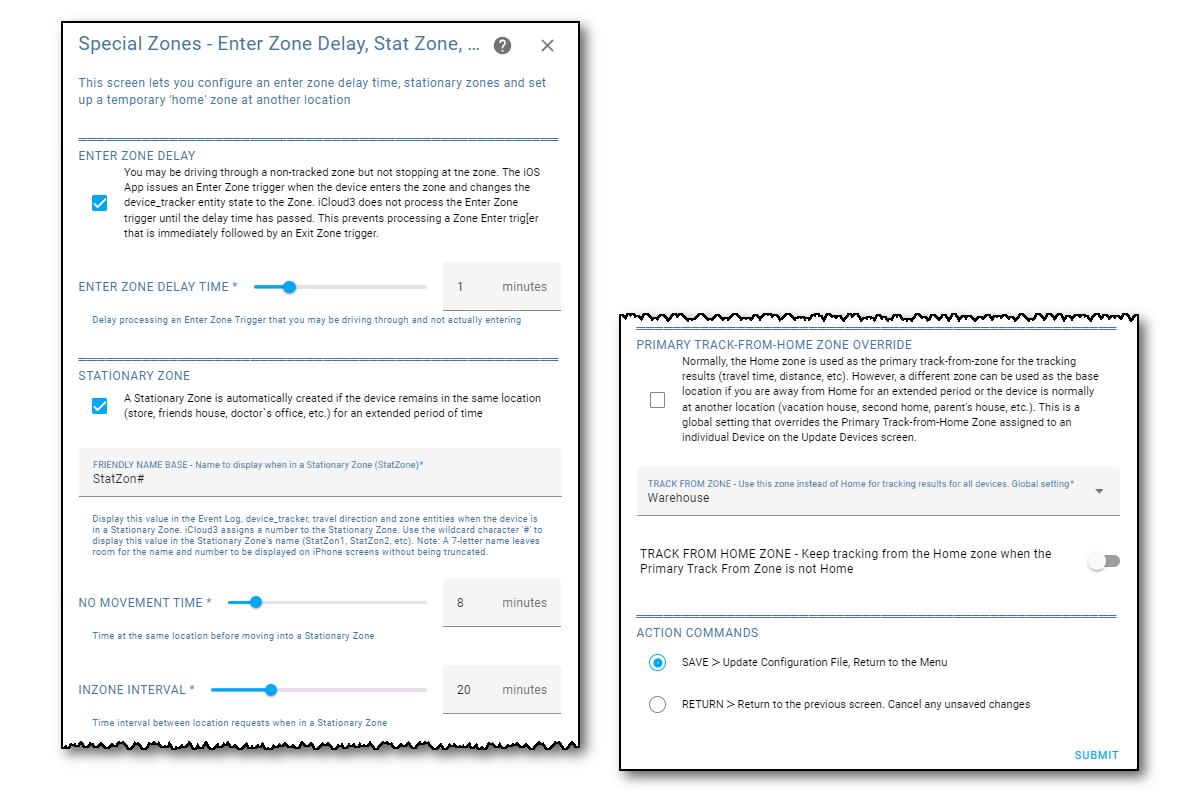 Special Zones - Enter Zone Delay, Stat Zone, ...
This screen lets you configure an enter zone delay time, stationary zones and set
up a temporary 'home' zone at another location
ENTER ZONE DELAY
You may be driving through a non-tracked zone but not stopping at tne zone. The iOS
App issues an Enter Zone trigger when the device enters the zone and changes the
device_tracker entity state to the Zone. iCloud3 does not process the Enter Zone
trigger until the delay time has passed. This prevents processing a Zone Enter trig[er
that is immediately followed by an Exit Zone trigger.
ENTER ZONE DELAY TIME *
1 minutes
Delay processing an Enter Zone Trigger that you may be driving through and not actually entering
STATIONARY ZONE
A Stationary Zone is automatically created if the device remains in the same location
(store, friends house, doctor`s office, etc.) for an extended period of time
FRIENDLY NAME BASE - Name to display when in a Stationary Zone (StatZone)*
StatZon#
Display this value in the Event Log, device_tracker, travel direction and zone entities when the device is
in a Stationary Zone. iCloud3 assigns a number to the Stationary Zone. Use the wildcard character '#' to
display this value in the Stationary Zone's name (StatZon1, StatZon2, etc). Note: A 7-letter name leaves
room for the name and number to be displayed on iPhone screens without being truncated.
NO MOVEMENT TIME *
8 minutes
Time at the same location before moving into a Stationary Zone
INZONE INTERVAL *
20 minutes
Time interval between location requests when in a Stationary Zone
PRIMARY TRACK-FROM-HOME ZONE OVERRIDE
Normally, the Home zone is used as the primary track-from-zone for the tracking
results (travel time, distance, etc). However, a different zone can be used as the base
location if you are away from Home for an extended period or the device is normally
at another location (vacation house, second home, parent's house, etc.). This is a
global setting that overrides the Primary Track-from-Home Zone assigned to an
individual Device on the Update Devices screen.
TRACK FROM ZONE - Use this zone instead of Home for tracking results for all devices. Global setting*
Warehouse
TRACK FROM HOME ZONE - Keep tracking from the Home zone when the
Primary Track From Zone is not Home
ACTION COMMANDS
SAVE > Update Configuration File, Return to the Menu
RETURN > Return to the previous screen. Cancel any unsaved changes
SUBMIT